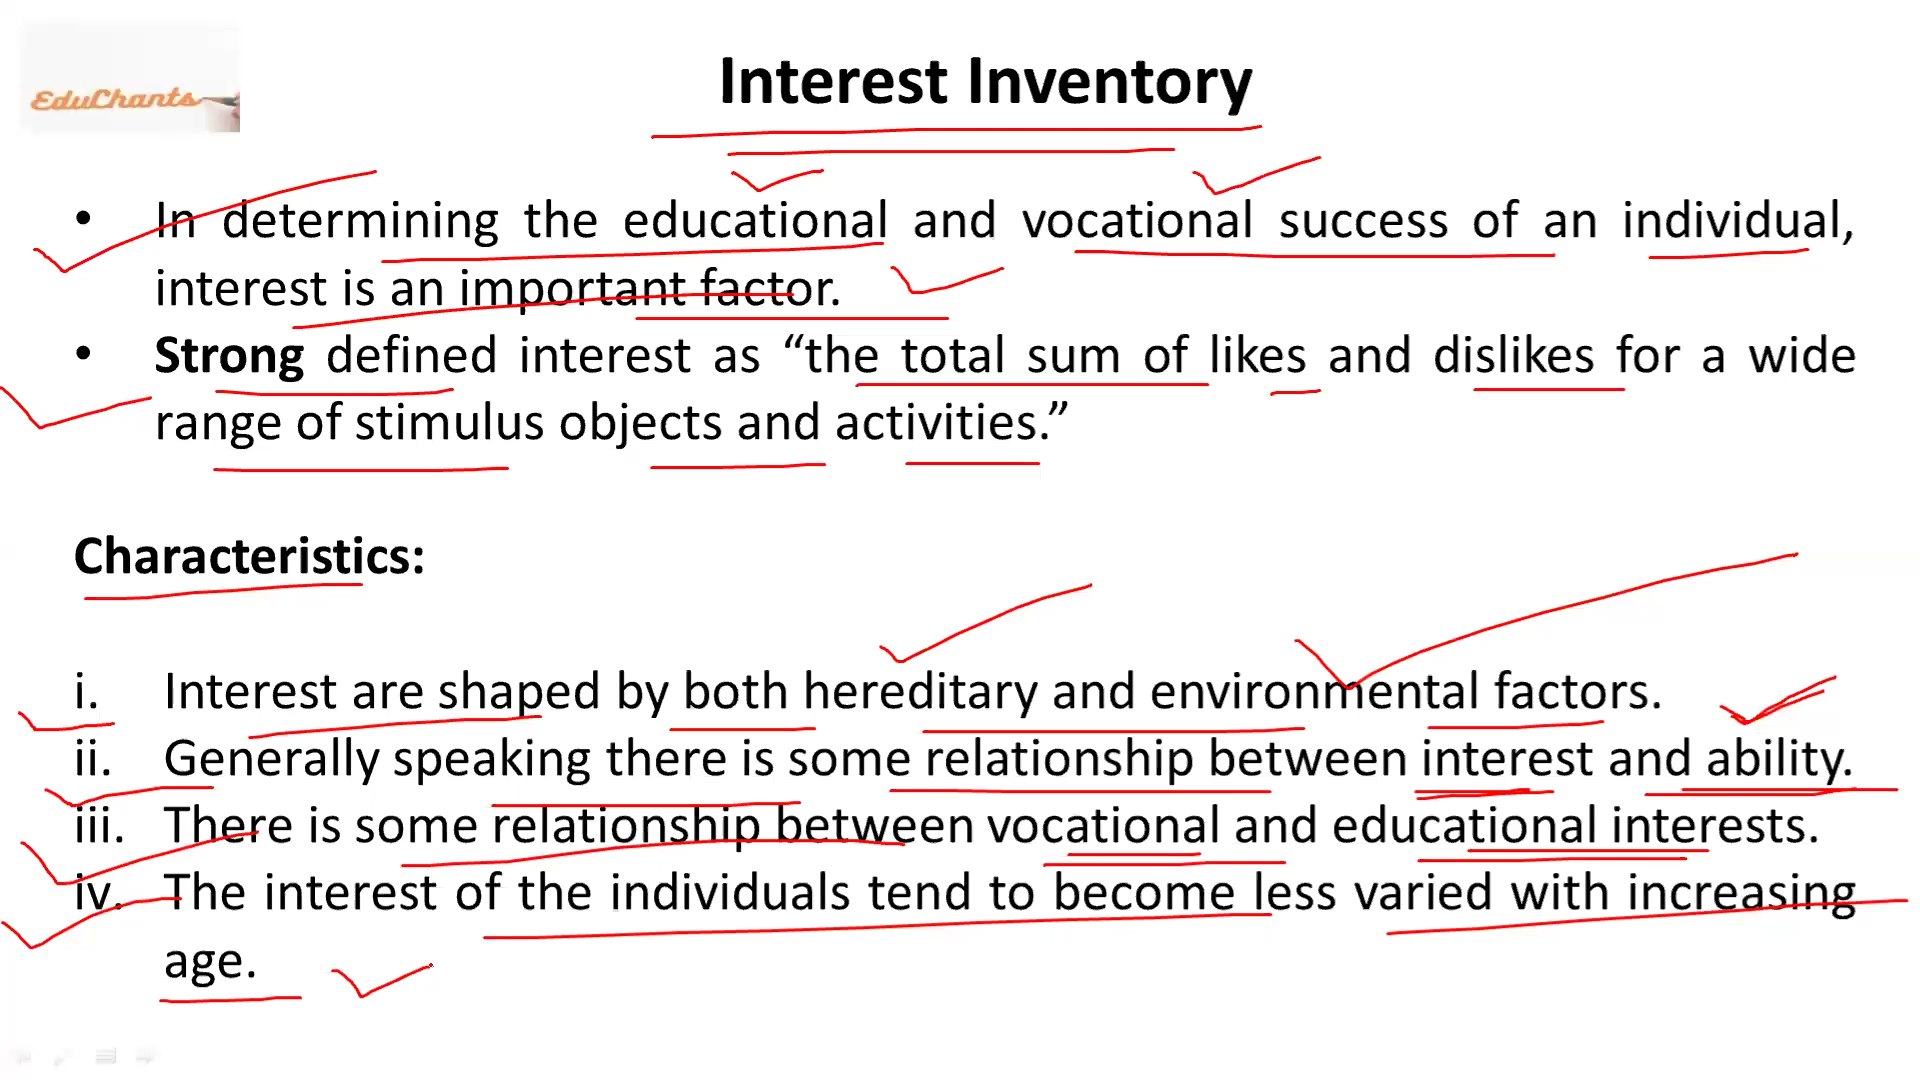 EduChants
Interest Inventory
• In determining the educational and vocational success of an individual,
interest is an important factor.
• Strong defined interest as “the total sum of likes and dislikes for a wide
range of stimulus objects and activities.”
Characteristics:
i. Interest are shaped by both hereditary and environmental factors.
ii. Generally speaking there is some relationship between interest and ability.
iii. There is some relationship between vocational and educational interests.
iv. The interest of the individuals tend to become less varied with increasing
age.